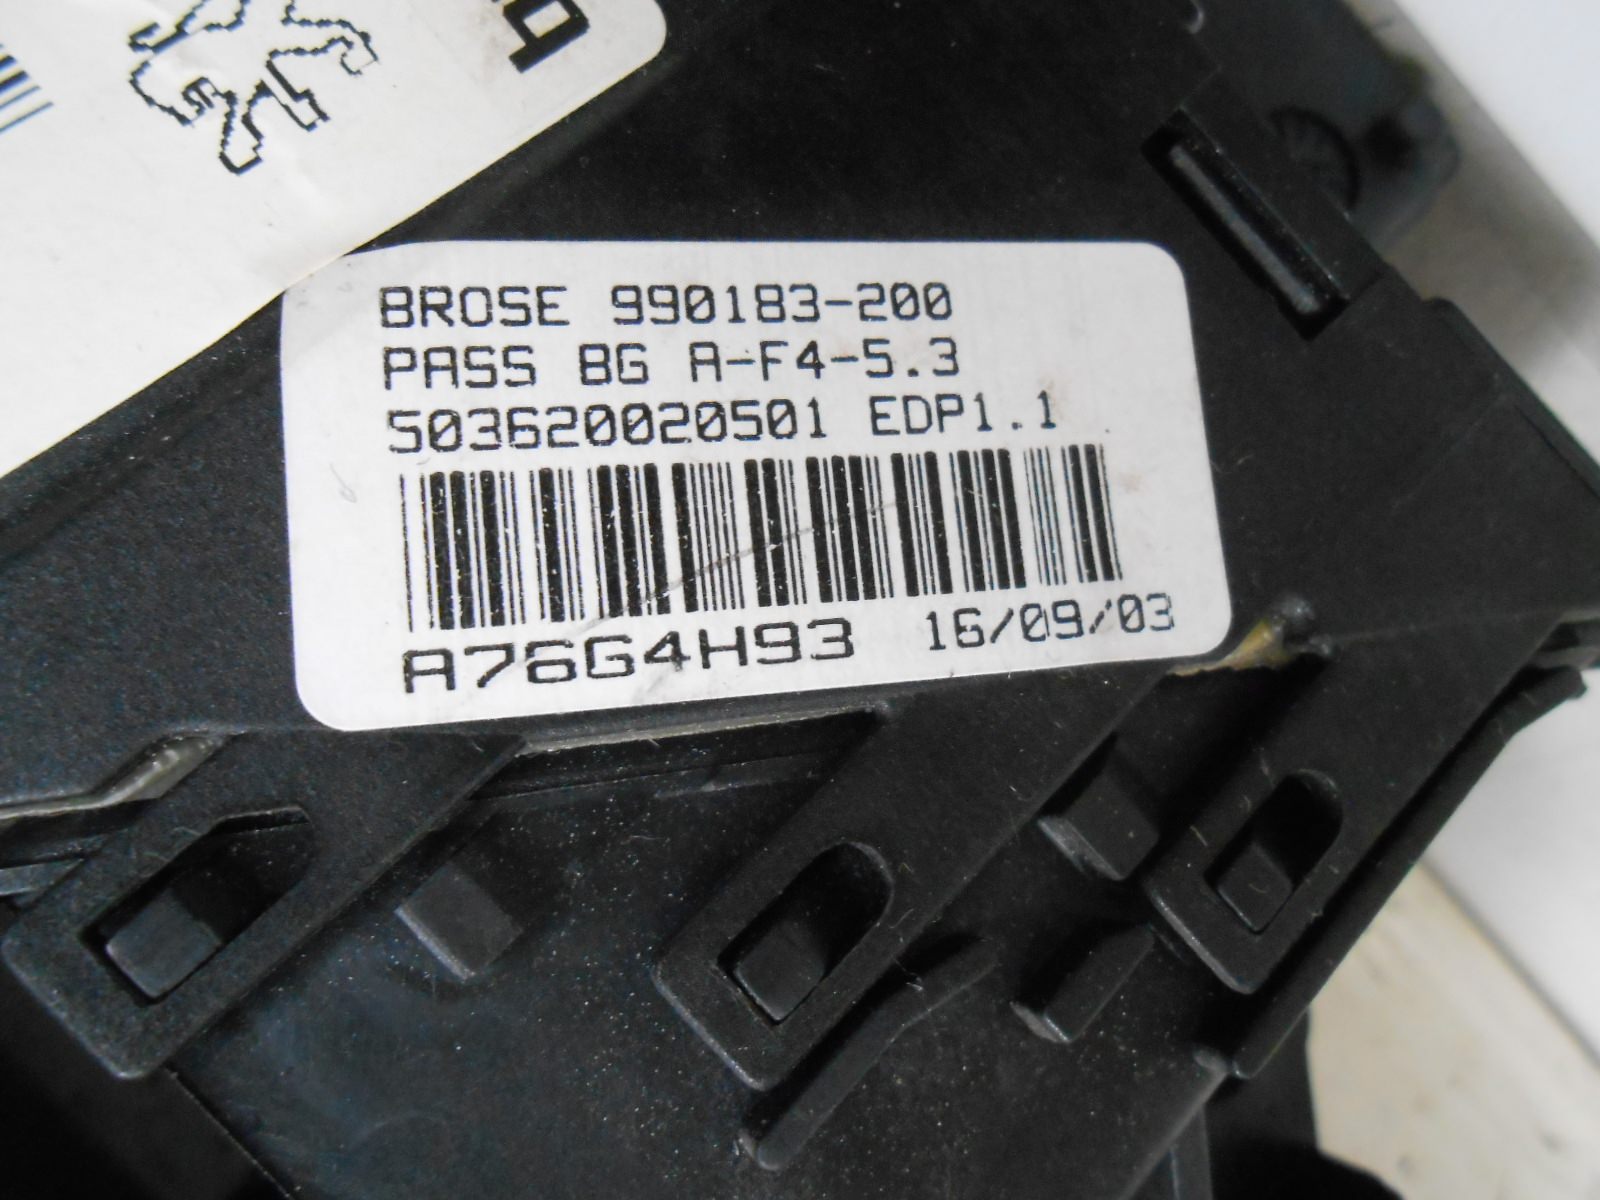 BROSE 990183-200
PASS BG A-F4-5.3
503620020501 EDP1.1
A76G4H93 16/09/03